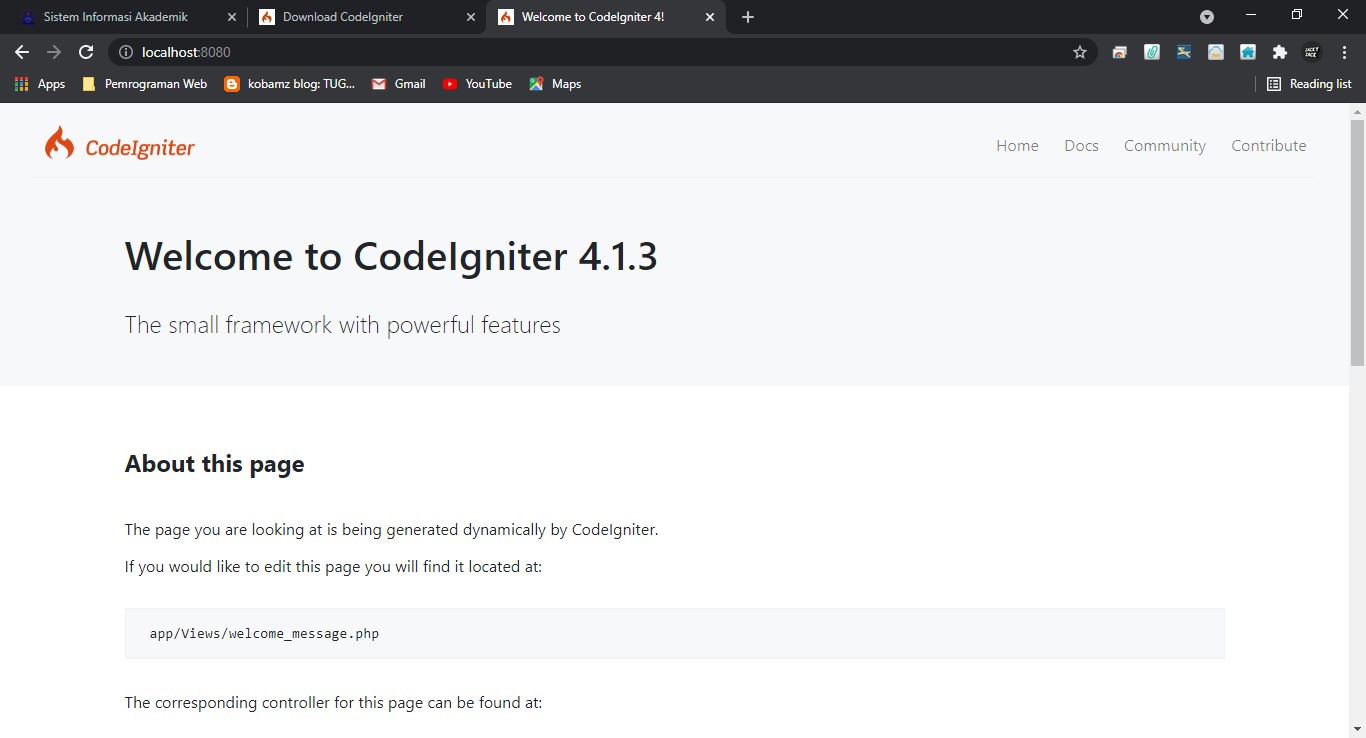 Sistem Informasi Akademik
Download CodeIgniter
Welcome to CodeIgniter 4!
localhost:8080
Apps
Pemrograman Web
kobamz blog: TUG...
Gmail
YouTube
Maps
Reading list
CodeIgniter
Home
Docs
Community
Contribute
Welcome to CodeIgniter 4.1.3
The small framework with powerful features
About this page
The page you are looking at is being generated dynamically by CodeIgniter.
If you would like to edit this page you will find it located at:
app/Views/welcome_message.php
The corresponding controller for this page can be found at: